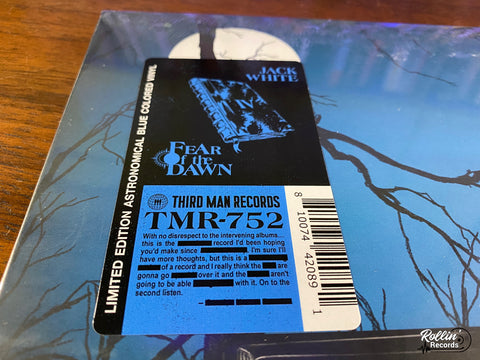 LIMITED EDITION ASTRONOMICAL BLUE COLORED VINYL
JACK
WHITE
IV
FEAR
of the
DAWN
THIRD MAN RECORDS
TMR-752
With no disrespect to the intervening albums...
this is the record I'd been hoping
you'd make since I'm sure I'll
have more thoughts, but this is a
of a record and I really think the are
gonna go over it and the aren't
going to be able with it. On to the
second listen.
8 10074 42089 1
Rollin'
Records